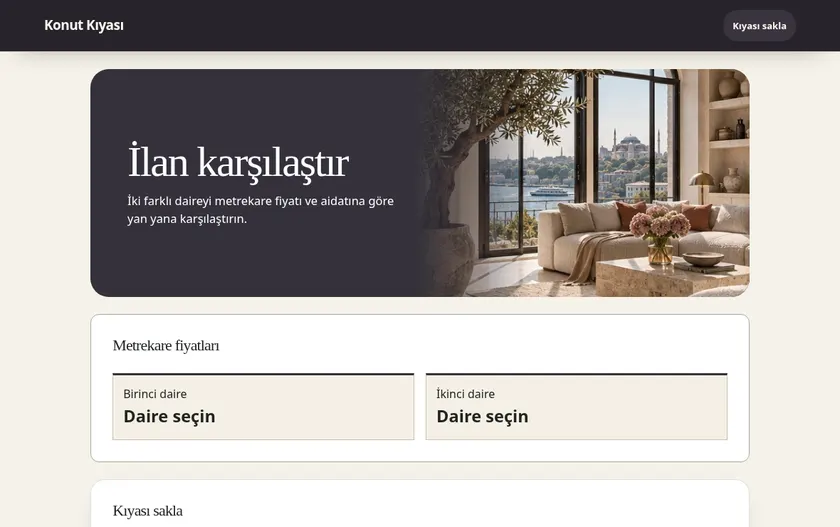 Konut Kıyası
Kıyası sakla
İlan karşılaştır
İki farklı daireyi metrekare fiyatı ve aidatına göre
yan yana karşılaştırın.
Metrekare fiyatları
Birinci daire
Daire seçin
İkinci daire
Daire seçin
Kıyası sakla